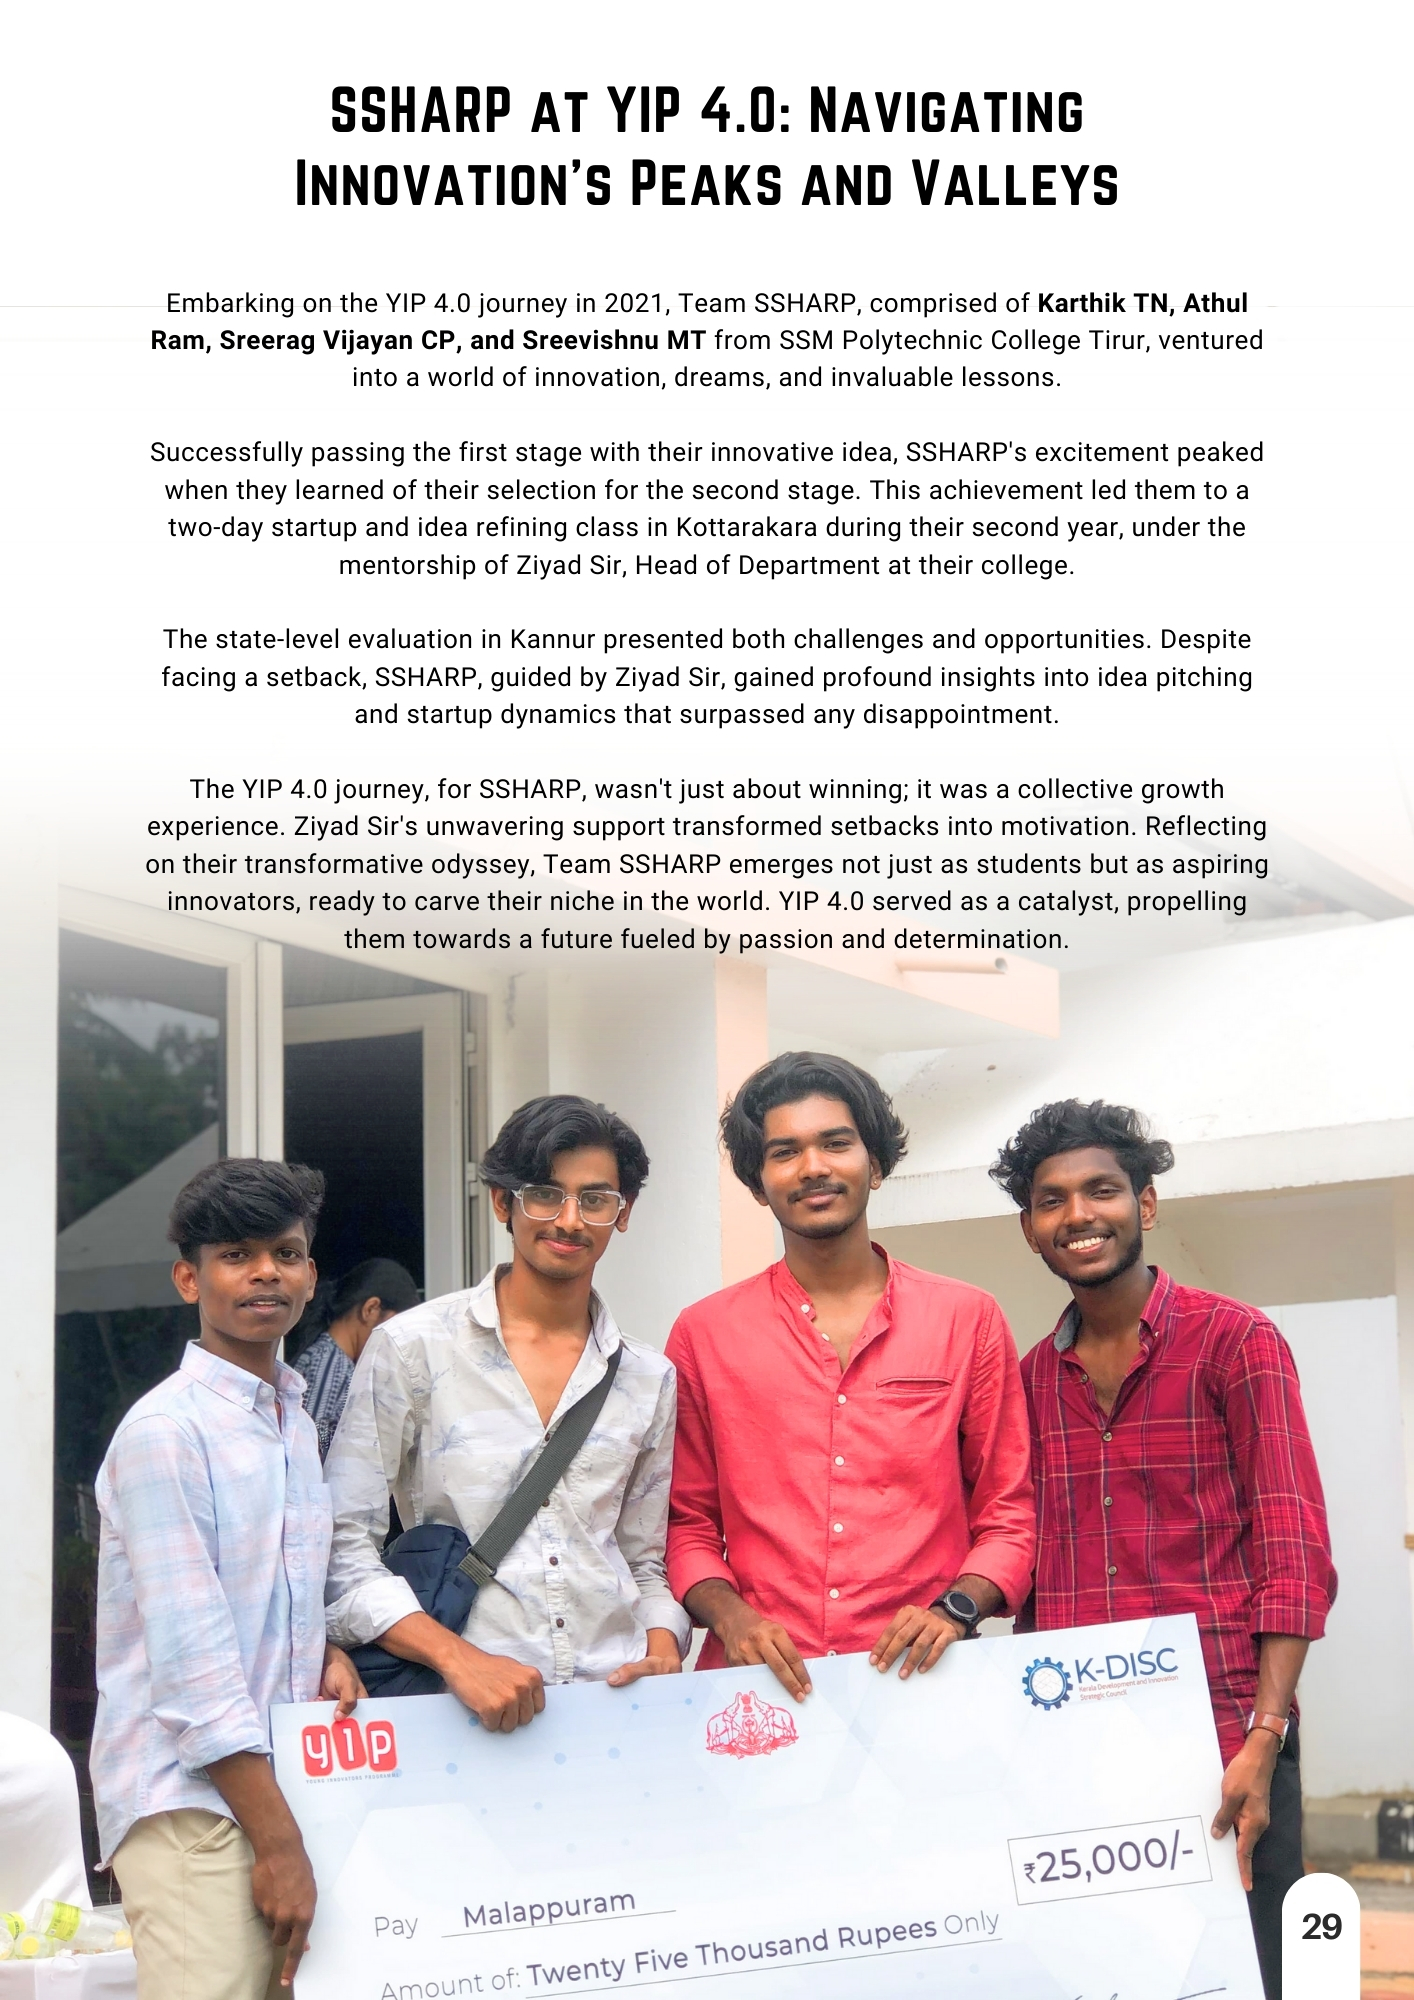 SSHARP at YIP 4.0: Navigating
Innovation's Peaks and Valleys
Embarking on the YIP 4.0 journey in 2021, Team SSHARP, comprised of Karthik TN, Athul
Ram, Sreerag Vijayan CP, and Sreevishnu MT from SSM Polytechnic College Tirur, ventured
into a world of innovation, dreams, and invaluable lessons.
Successfully passing the first stage with their innovative idea, SSHARP's excitement peaked
when they learned of their selection for the second stage. This achievement led them to a
two-day startup and idea refining class in Kottarakara during their second year, under the
mentorship of Ziyad Sir, Head of Department at their college.
The state-level evaluation in Kannur presented both challenges and opportunities. Despite
facing a setback, SSHARP, guided by Ziyad Sir, gained profound insights into idea pitching
and startup dynamics that surpassed any disappointment.
The YIP 4.0 journey, for SSHARP, wasn't just about winning; it was a collective growth
experience. Ziyad Sir's unwavering support transformed setbacks into motivation. Reflecting
on their transformative odyssey, Team SSHARP emerges not just as students but as aspiring
innovators, ready to carve their niche in the world. YIP 4.0 served as a catalyst, propelling
them towards a future fueled by passion and determination.
K-DISC
Kerala Development and Innovation
Strategic Council
yip
YOUNG INNOVATORS PROGRAMME
₹25,000/-
Pay Malappuram
Amount of: Twenty Five Thousand Rupees Only
29